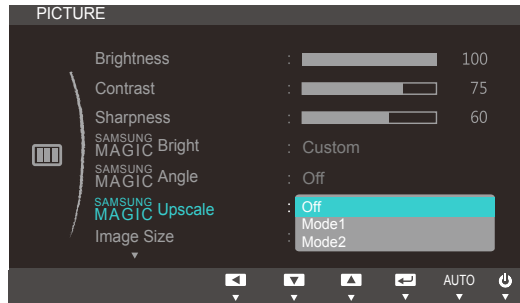 PICTURE
Brightness : 100
Contrast : 75
Sharpness : 60
SAMSUNG MAGIC Bright : Custom
SAMSUNG MAGIC Angle : Off
SAMSUNG MAGIC Upscale : Off
Mode1
Image Size : Mode2
AUTO